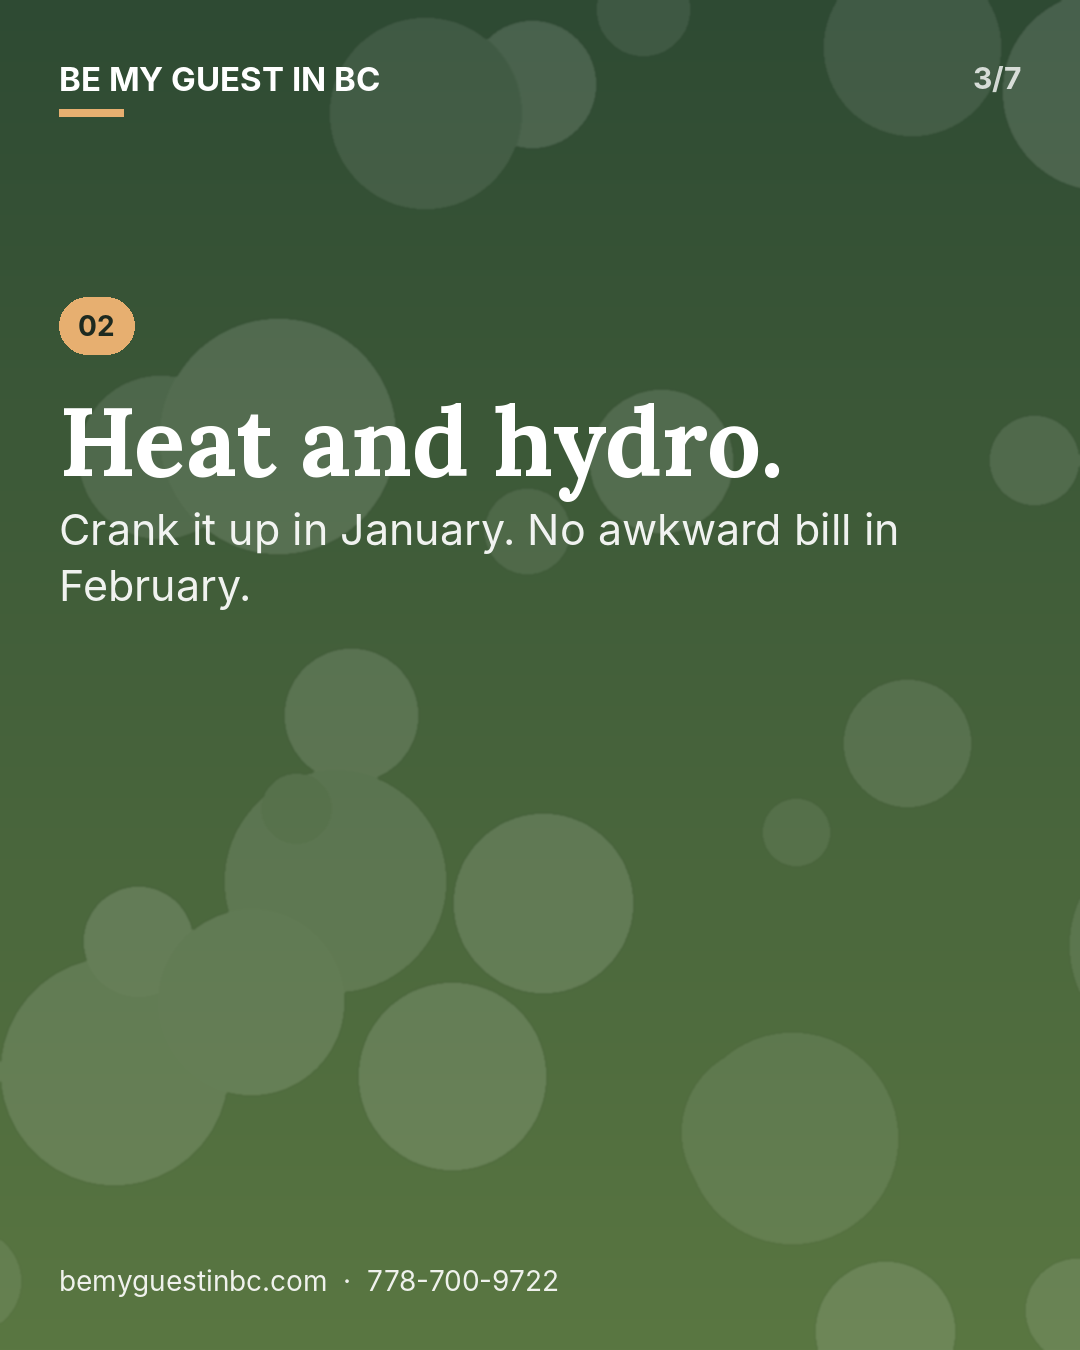 BE MY GUEST IN BC
3/7
02
Heat and hydro.
Crank it up in January. No awkward bill in
February.
bemyguestinbc.com · 778-700-9722